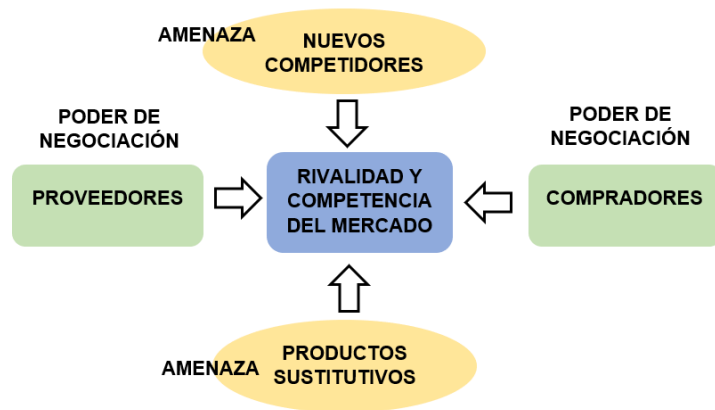 AMENAZA
NUEVOS
COMPETIDORES
PODER DE
NEGOCIACIÓN
PROVEEDORES
RIVALIDAD Y
COMPETENCIA
DEL MERCADO
PODER DE
NEGOCIACIÓN
COMPRADORES
AMENAZA
PRODUCTOS
SUSTITUTIVOS